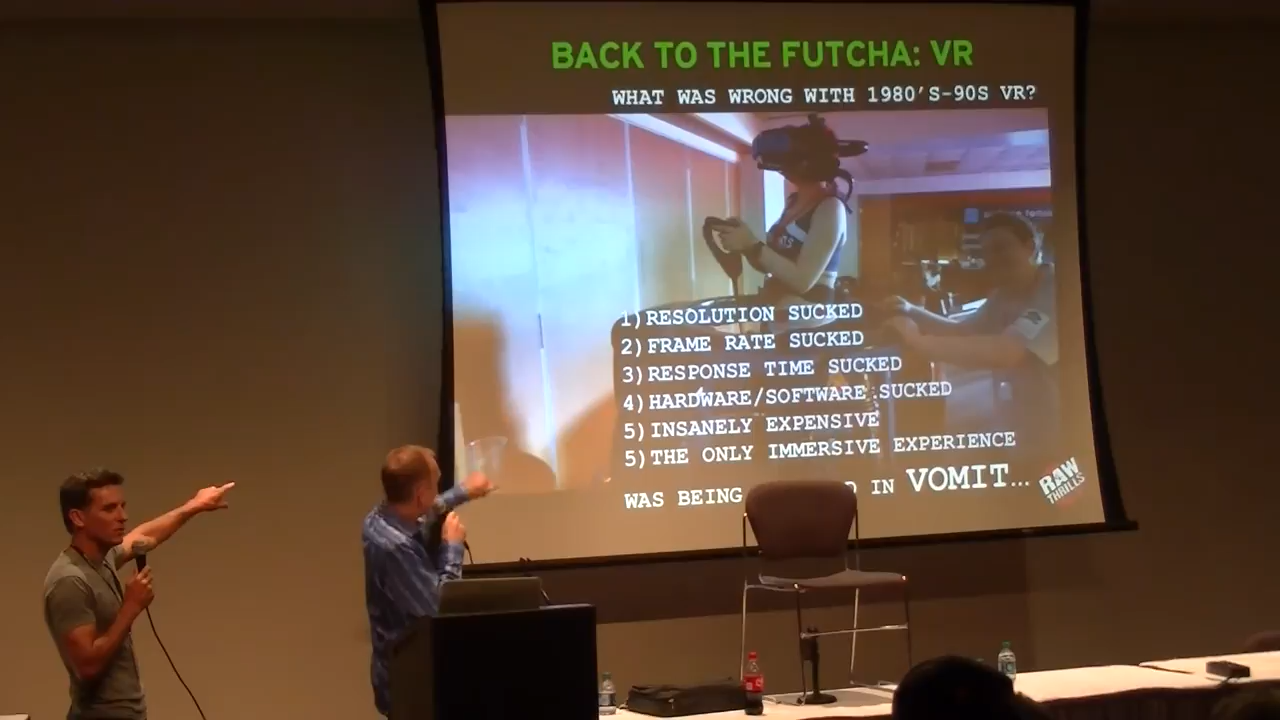 BACK TO THE FUTCHA: VR
WHAT WAS WRONG WITH 1980'S-90S VR?
1) RESOLUTION SUCKED
2) FRAME RATE SUCKED
3) RESPONSE TIME SUCKED
4) HARDWARE/SOFTWARE SUCKED
5) INSANELY EXPENSIVE
5) THE ONLY IMMERSIVE EXPERIENCE
WAS BEING D IN VOMIT...
RAW
THRILLS